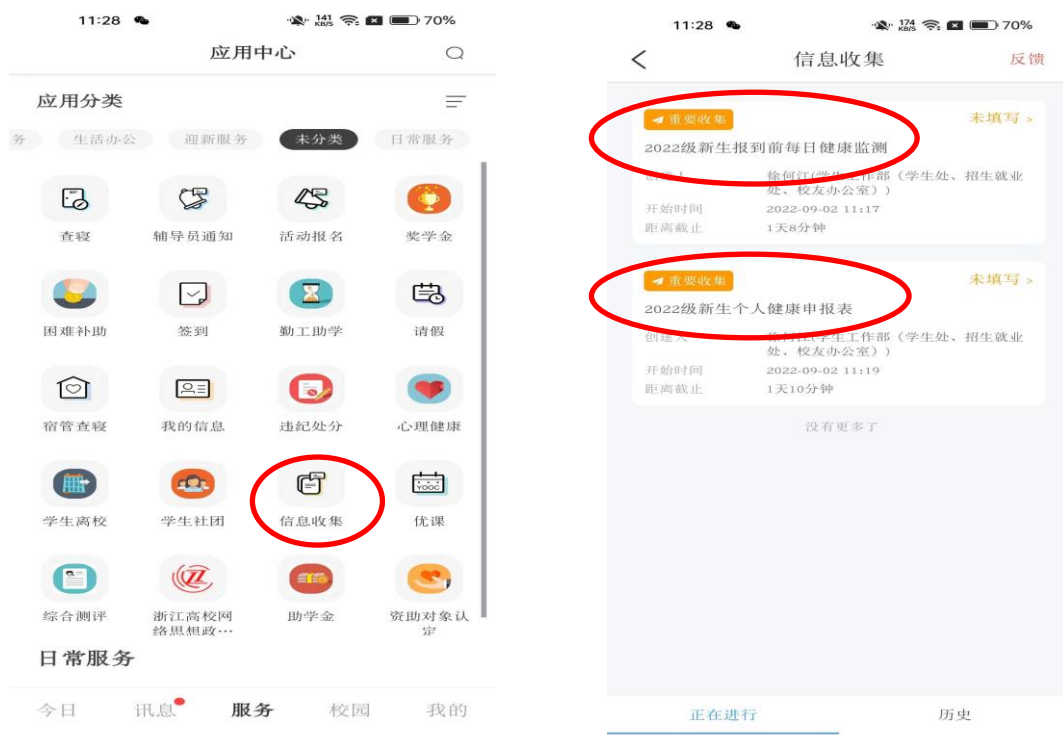 11:28
141
KB/S
70%
应用中心
应用分类
务
生活办公
迎新服务
未分类
日常服务
查寝
辅导员通知
活动报名
奖学金
困难补助
签到
勤工助学
请假
宿管查寝
我的信息
违纪处分
心理健康
学生离校
学生社团
信息收集
YOOC
优课
综合测评
浙江高校网
络思想政…
助学金
资助对象认
定
日常服务
今日
讯息
服务
校园
我的
11:28
174
KB/S
70%
信息收集
反馈
重要收集
未填写 >
2022级新生报到前每日健康监测
创建人
徐何江(学生工作部（学生处、招生就业
处、校友办公室）)
开始时间
2022-09-02 11:17
距离截止
1天8分钟
重要收集
未填写 >
2022级新生个人健康申报表
创建人
徐何江(学生工作部（学生处、招生就业
处、校友办公室）)
开始时间
2022-09-02 11:19
距离截止
1天10分钟
没有更多了
正在进行
历史